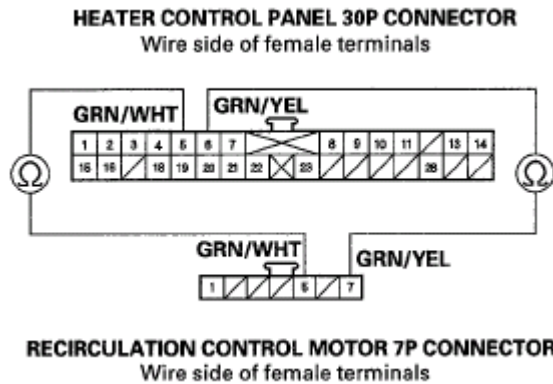 HEATER CONTROL PANEL 30P CONNECTOR
Wire side of female terminals
GRN/WHT GRN/YEL
1 2 3 4 5 6 7 8 9 10 11 13 14
Ω 15 16 18 19 20 21 22 23 28 Ω
GRN/WHT GRN/YEL
1 5 7
RECIRCULATION CONTROL MOTOR 7P CONNECTOR
Wire side of female terminals